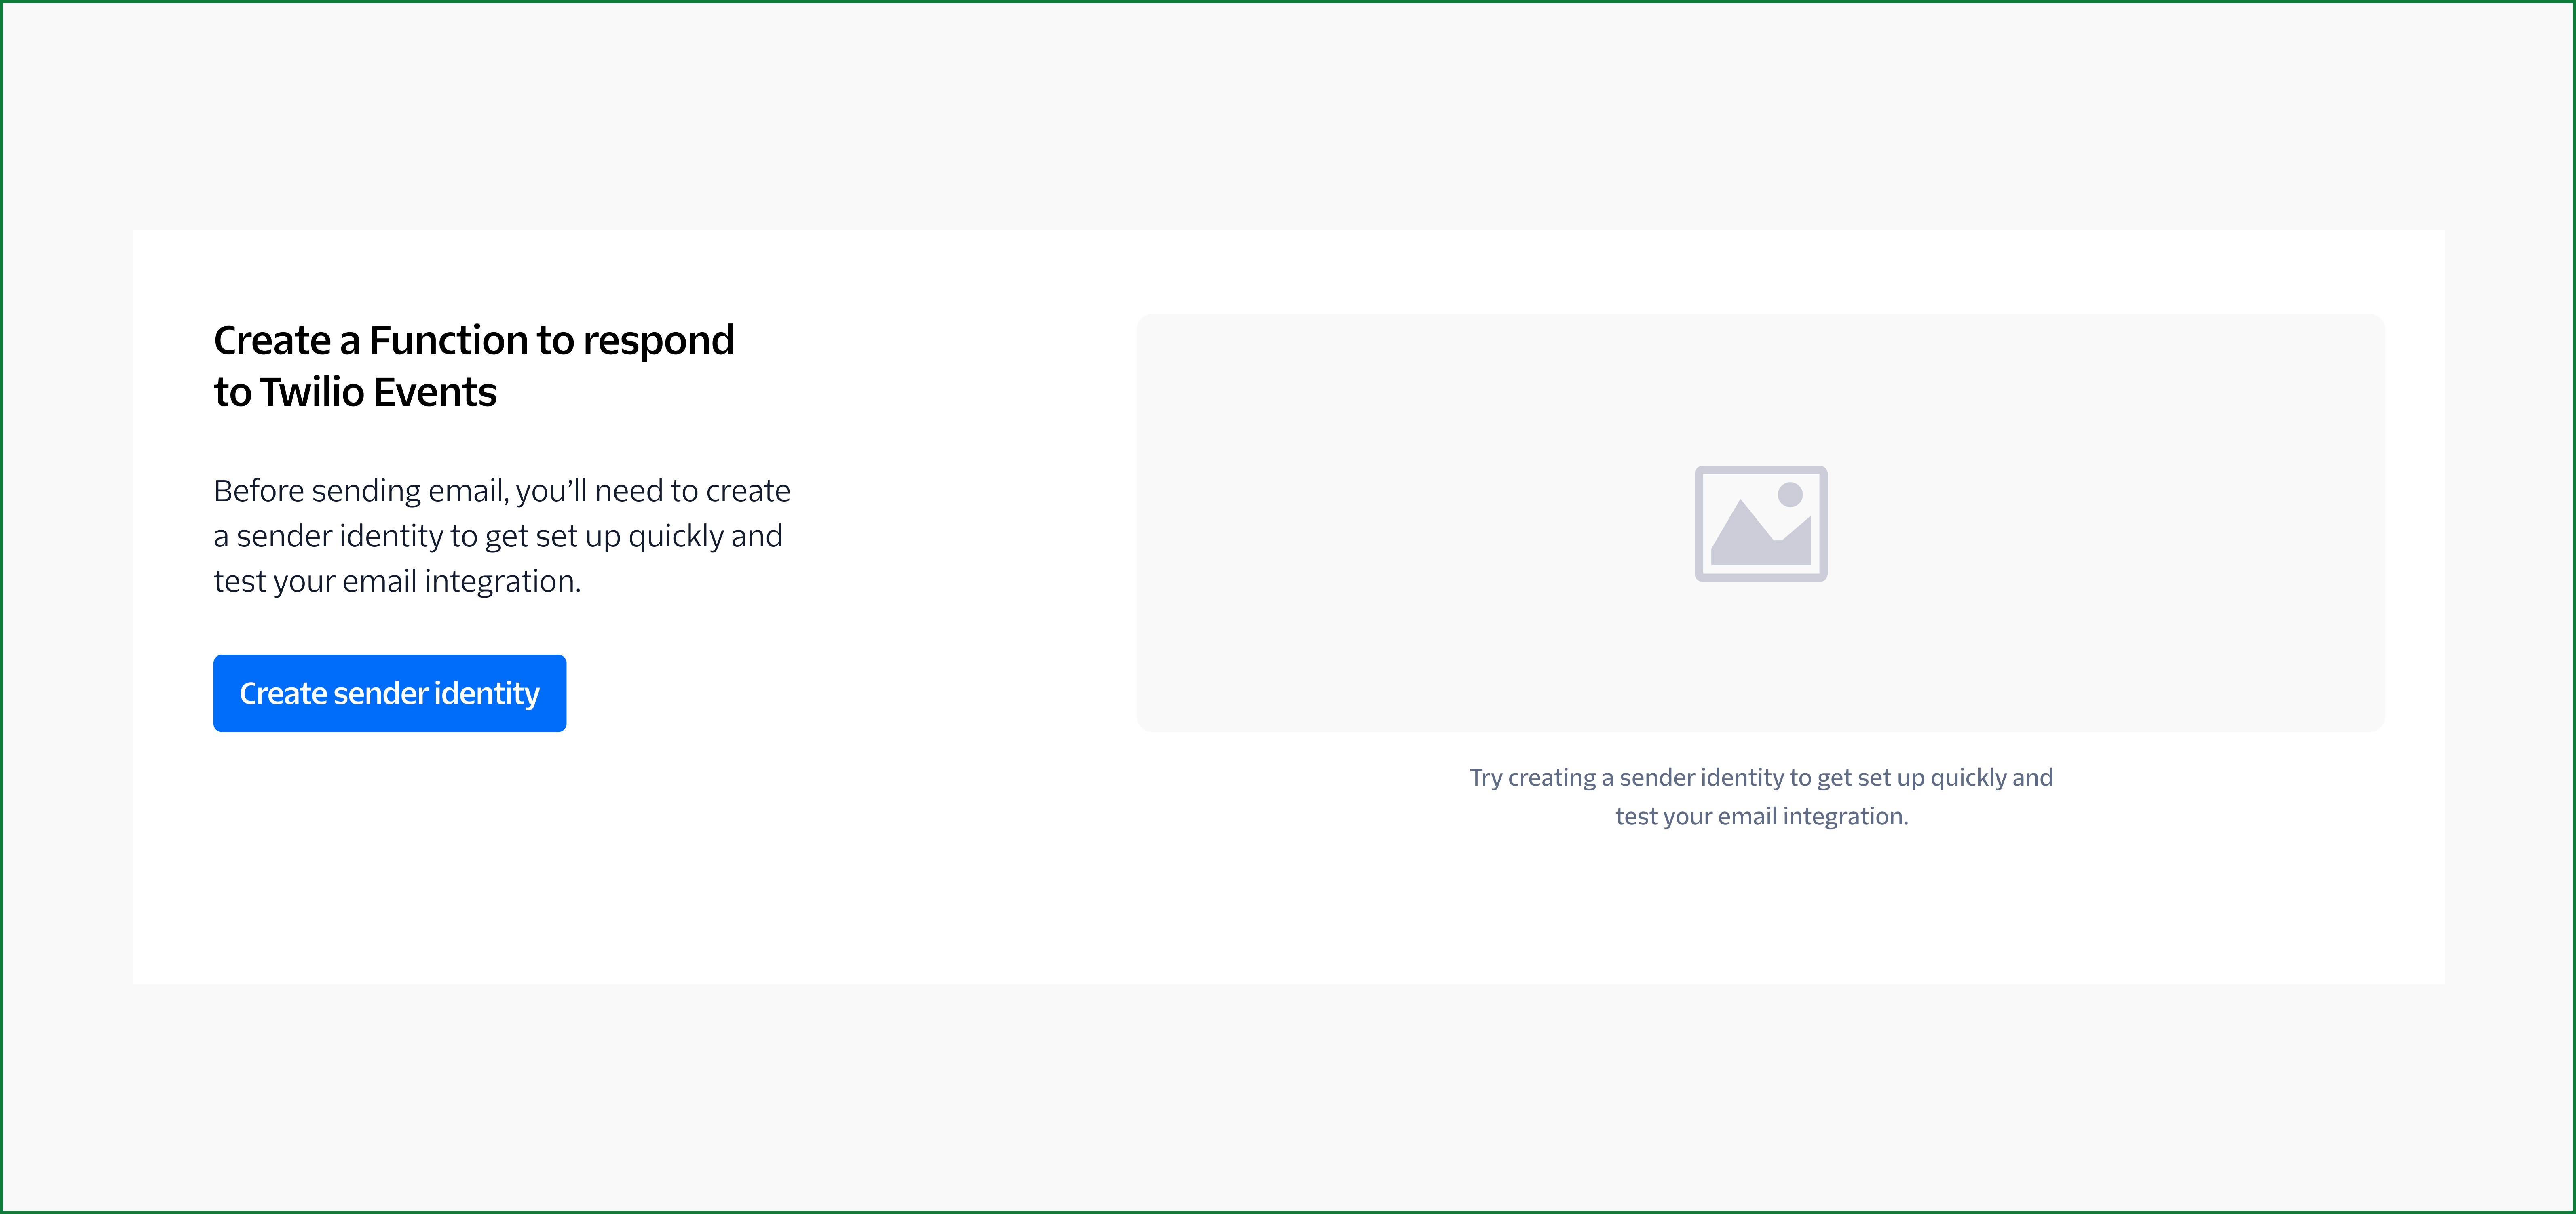 Create a Function to respond
to Twilio Events
Before sending email, you’ll need to create
a sender identity to get set up quickly and
test your email integration.
Create sender identity
Try creating a sender identity to get set up quickly and
test your email integration.